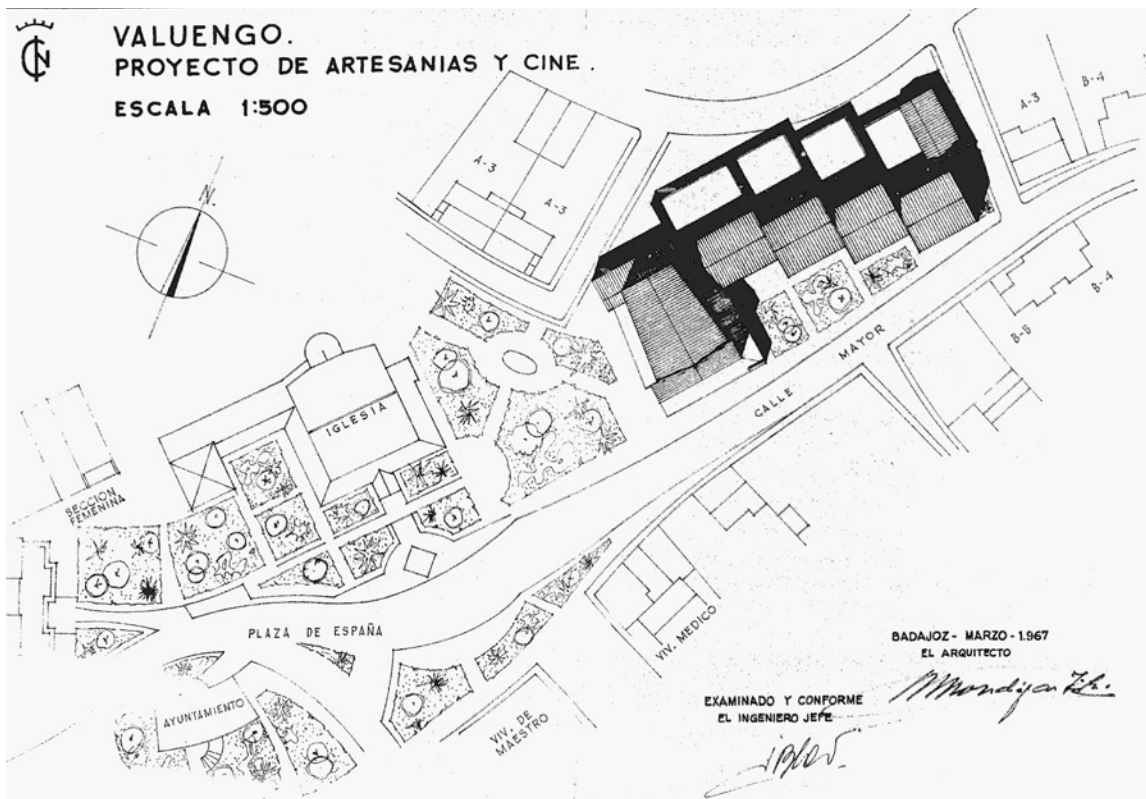 VALUENGO.
PROYECTO DE ARTESANIAS Y CINE.
ESCALA 1:500
N.
A-3
A-3
A-3
B-4
B-4
B-5
CALLE MAYOR
IGLESIA
SECCION
FEMENINA
PLAZA DE ESPAÑA
VIV. MEDICO
AYUNTAMIENTO
VIV. DE
MAESTRO
BADAJOZ - MARZO - 1.967
EL ARQUITECTO
EXAMINADO Y CONFORME
EL INGENIERO JEFE